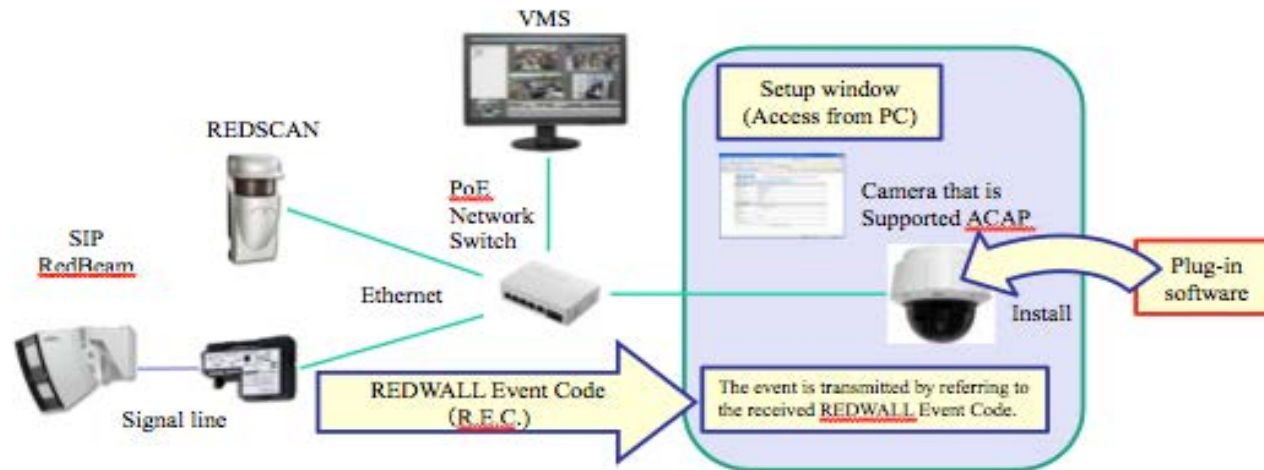 VMS
Setup window
(Access from PC)
REDSCAN
PoE
Network
Switch
Camera that is
Supported ACAP
SIP
RedBeam
Plug-in
software
Ethernet
Install
REDWALL Event Code
(R.E.C.)
The event is transmitted by referring to
the received REDWALL Event Code.
Signal line